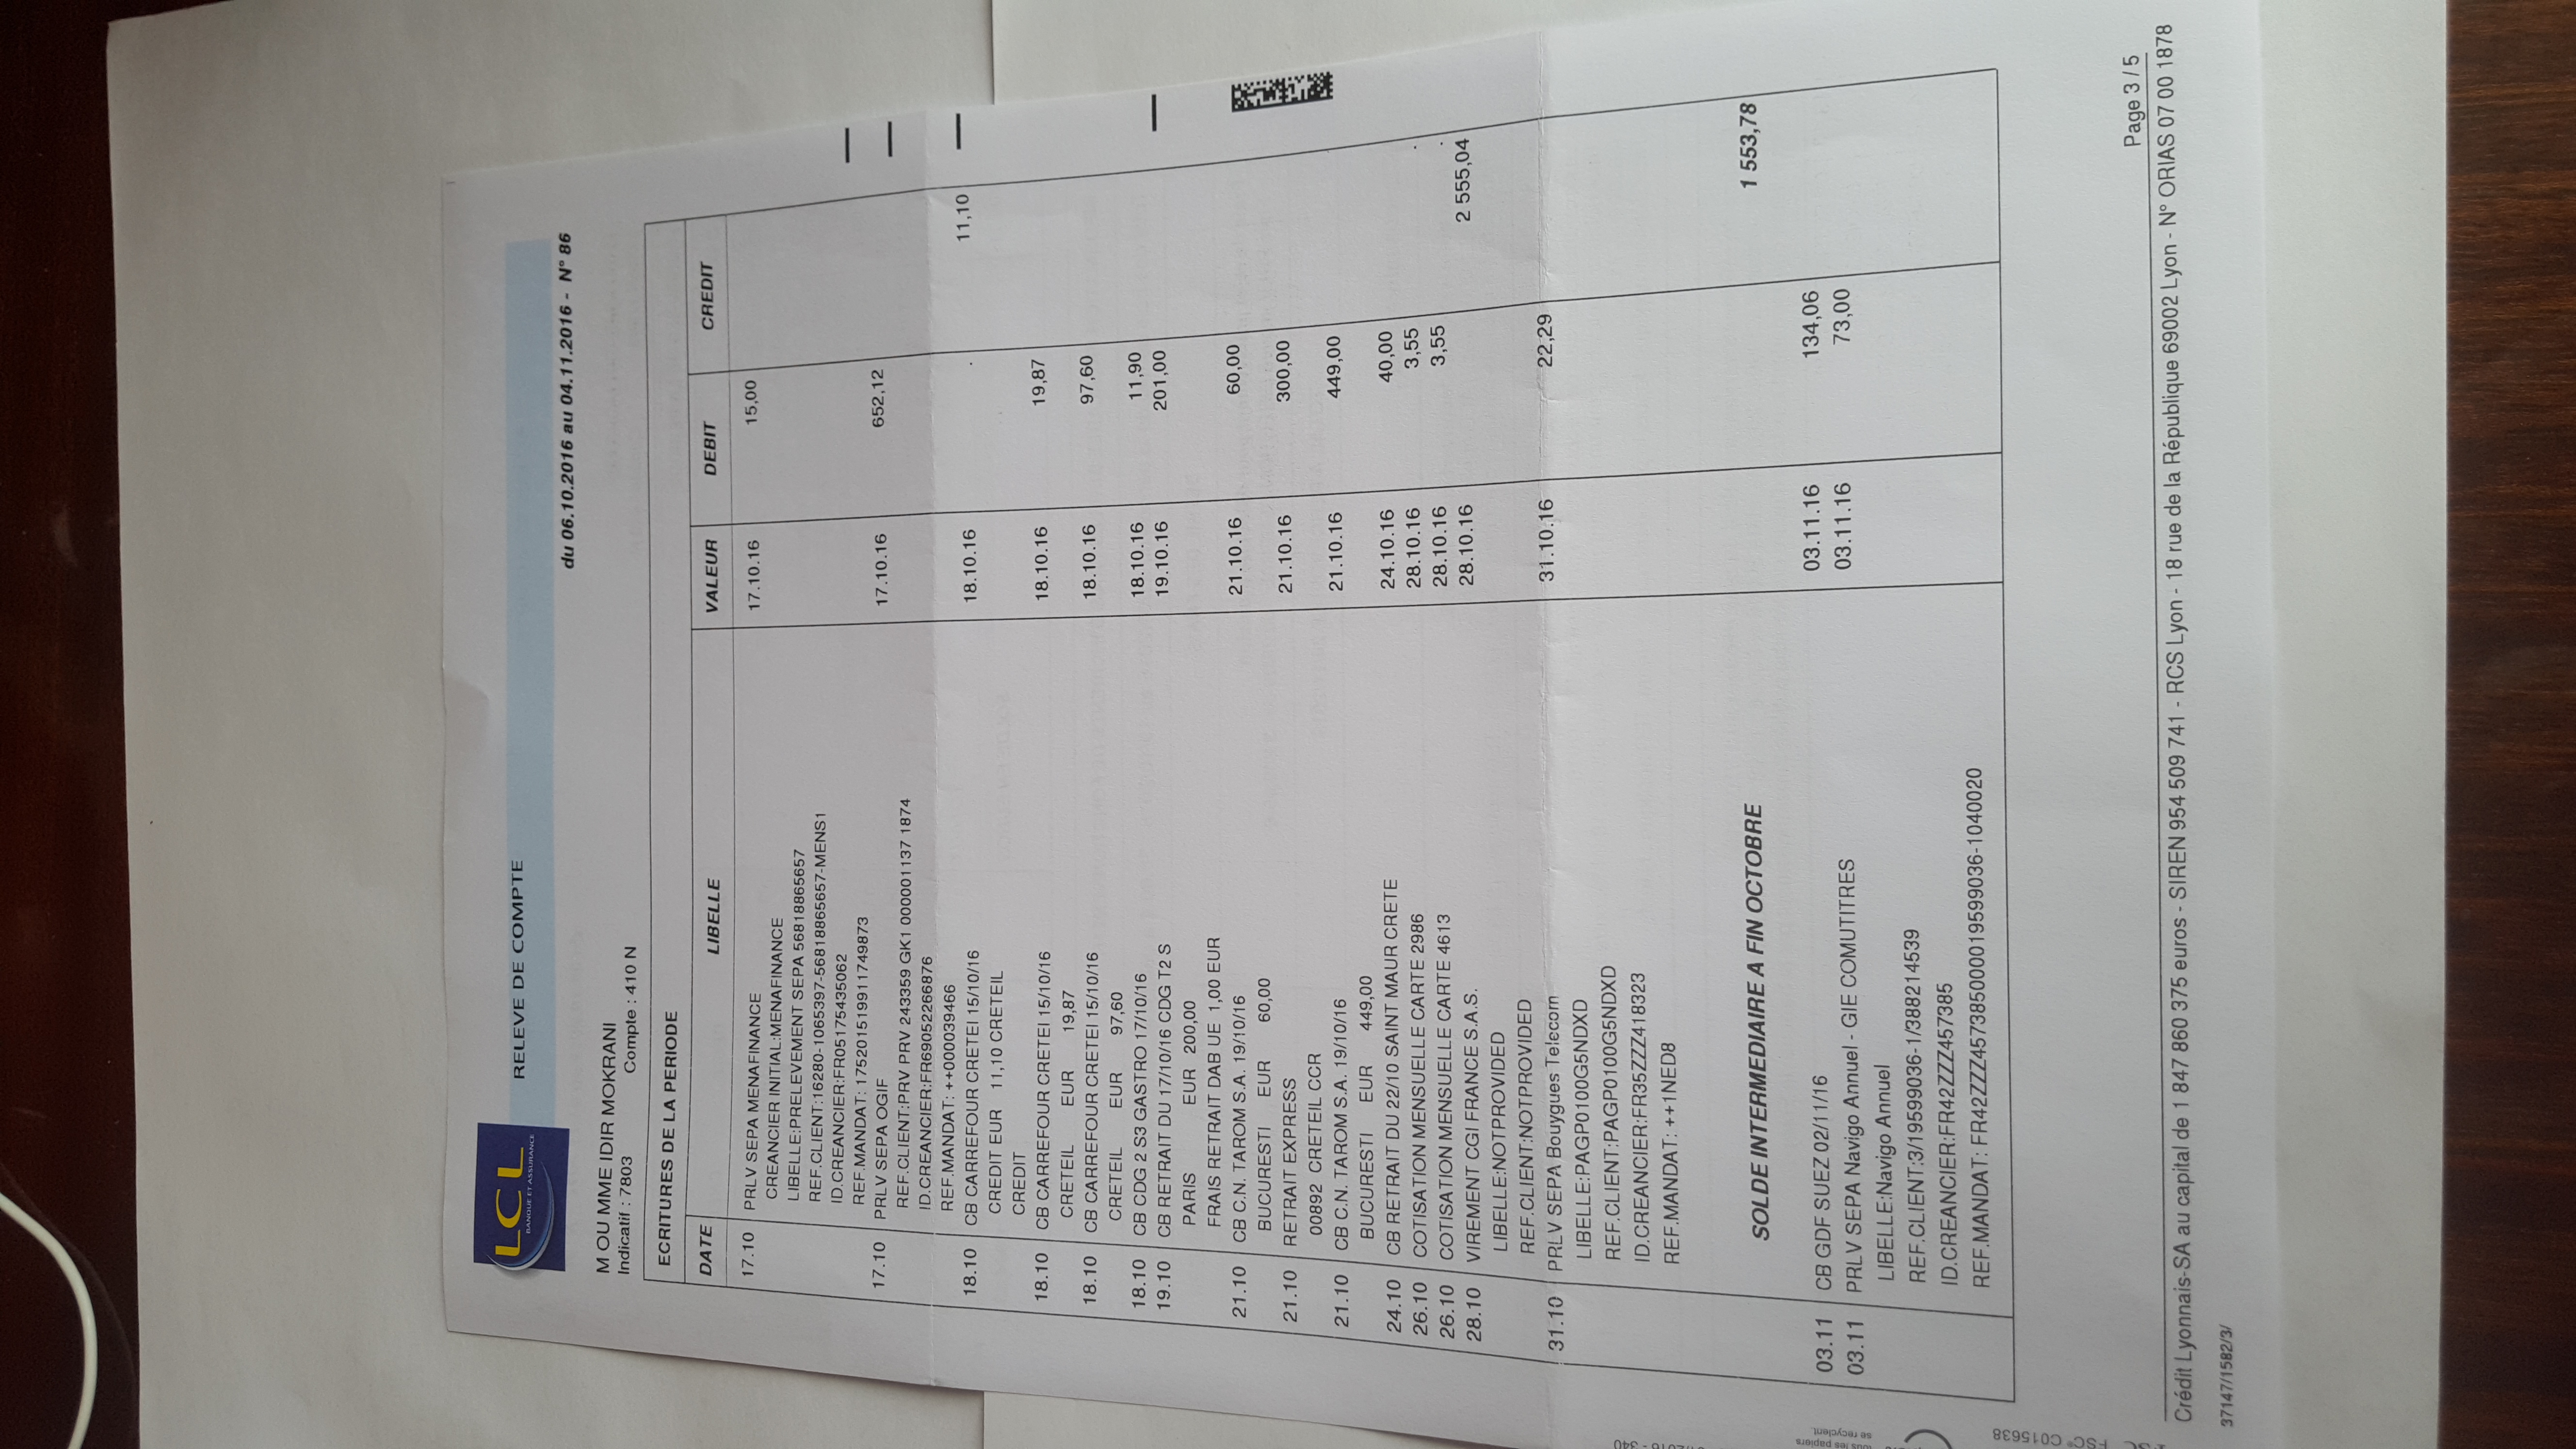 LCL
BANQUE ET ASSURANCE
RELEVE DE COMPTE
du 06.10.2016 au 04.11.2016 - N° 86
M OU MME IDIR MOKRANI
Indicatif : 7803 Compte : 410 N
ECRITURES DE LA PERIODE
DATE LIBELLE VALEUR DEBIT CREDIT
17.10 PRLV SEPA MENAFINANCE 17.10.16 15,00
CREANCIER INITIAL:MENAFINANCE
LIBELLE:PRELEVEMENT SEPA 56818865657
REF.CLIENT:16280-1065397-56818865657-MENS1
ID.CREANCIER:FR05175435062
REF.MANDAT: 175201519911749873
17.10 PRLV SEPA OGIF 17.10.16 652,12
REF.CLIENT:PRV PRV 243359 GK1 000001137 1874
ID.CREANCIER:FR69052266876
REF.MANDAT: ++000039466
18.10 CB CARREFOUR CRETEI 15/10/16 18.10.16 . 11,10
CREDIT EUR 11,10 CRETEIL
CREDIT
18.10 CB CARREFOUR CRETEI 15/10/16 18.10.16 19,87
CRETEIL EUR 19,87
18.10 CB CARREFOUR CRETEI 15/10/16 18.10.16 97,60
CRETEIL EUR 97,60
18.10 CB CDG 2 S3 GASTRO 17/10/16 18.10.16 11,90
19.10 CB RETRAIT DU 17/10/16 CDG T2 S 19.10.16 201,00
PARIS EUR 200,00
FRAIS RETRAIT DAB UE 1,00 EUR
21.10 CB C.N. TAROM S.A. 19/10/16 21.10.16 60,00
BUCURESTI EUR 60,00
21.10 RETRAIT EXPRESS 21.10.16 300,00
00892 CRETEIL CCR
21.10 CB C.N. TAROM S.A. 19/10/16 21.10.16 449,00
BUCURESTI EUR 449,00
24.10 CB RETRAIT DU 22/10 SAINT MAUR CRETE 24.10.16 40,00
26.10 COTISATION MENSUELLE CARTE 2986 28.10.16 3,55 .
26.10 COTISATION MENSUELLE CARTE 4613 28.10.16 3,55 .
28.10 VIREMENT CGI FRANCE S.A.S. 28.10.16 2 555,04
LIBELLE:NOTPROVIDED
REF.CLIENT:NOTPROVIDED
31.10 PRLV SEPA Bouygues Telecom 31.10.16 22,29
LIBELLE:PAGP0100G5NDXD
REF.CLIENT:PAGP0100G5NDXD
ID.CREANCIER:FR35ZZZ418323
REF.MANDAT: ++1NED8
SOLDE INTERMEDIAIRE A FIN OCTOBRE 1 553,78
03.11 CB GDF SUEZ 02/11/16 03.11.16 134,06
03.11 PRLV SEPA Navigo Annuel - GIE COMUTITRES 03.11.16 73,00
LIBELLE:Navigo Annuel
REF.CLIENT:3/19599036-1/388214539
ID.CREANCIER:FR42ZZZ457385
REF.MANDAT: FR42ZZZ457385000019599036-1040020
Page 3 / 5
Crédit Lyonnais-SA au capital de 1 847 860 375 euros - SIREN 954 509 741 - RCS Lyon - 18 rue de la République 69002 Lyon - N° ORIAS 07 00 1878
37147/1582/3/
les papiers
se recyclent.
FSC® C015638